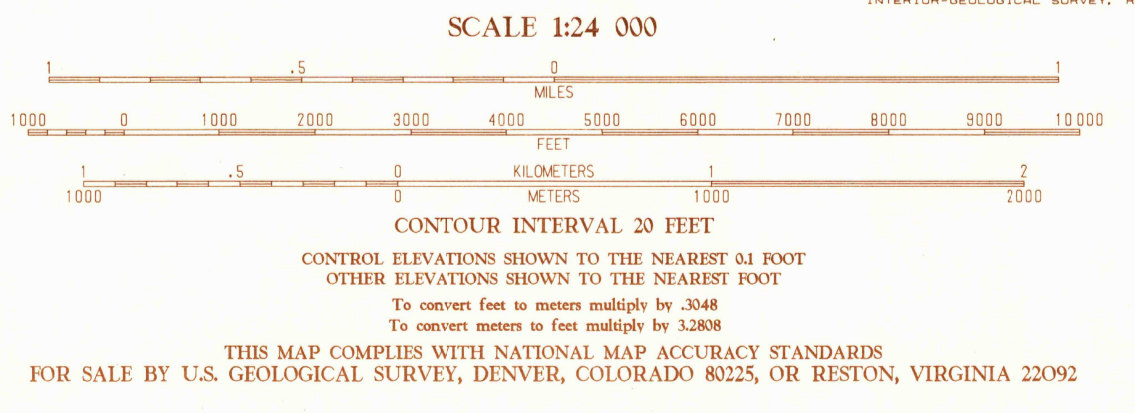 INTERIOR-GEOLOGICAL SURVEY,
SCALE 1:24 000
1 .5 0 1
MILES
1000 0 1000 2000 3000 4000 5000 6000 7000 8000 9000 10 000
FEET
1 .5 0 KILOMETERS 1 2
1000 0 METERS 1000 2000
CONTOUR INTERVAL 20 FEET
CONTROL ELEVATIONS SHOWN TO THE NEAREST 0.1 FOOT
OTHER ELEVATIONS SHOWN TO THE NEAREST FOOT
To convert feet to meters multiply by .3048
To convert meters to feet multiply by 3.2808
THIS MAP COMPLIES WITH NATIONAL MAP ACCURACY STANDARDS
FOR SALE BY U.S. GEOLOGICAL SURVEY, DENVER, COLORADO 80225, OR RESTON, VIRGINIA 22092